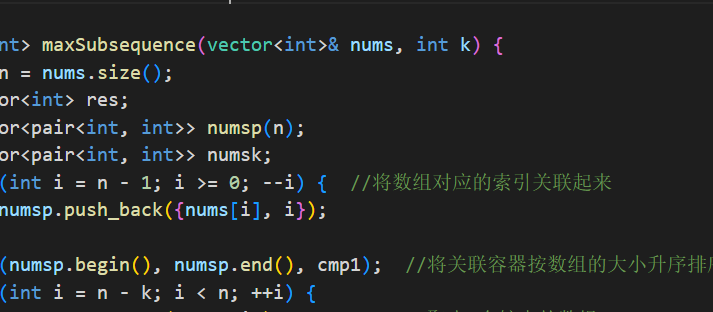 nt> maxSubsequence(vector<int>& nums, int k) {
n = nums.size();
or<int> res;
or<pair<int, int>> numsp(n);
or<pair<int, int>> numsk;
(int i = n - 1; i >= 0; --i) { //将数组对应的索引关联起来
numsp.push_back({nums[i], i});
(numsp.begin(), numsp.end(), cmp1); //将关联容器按数组的大小升序排
(int i = n - k; i < n; ++i) {